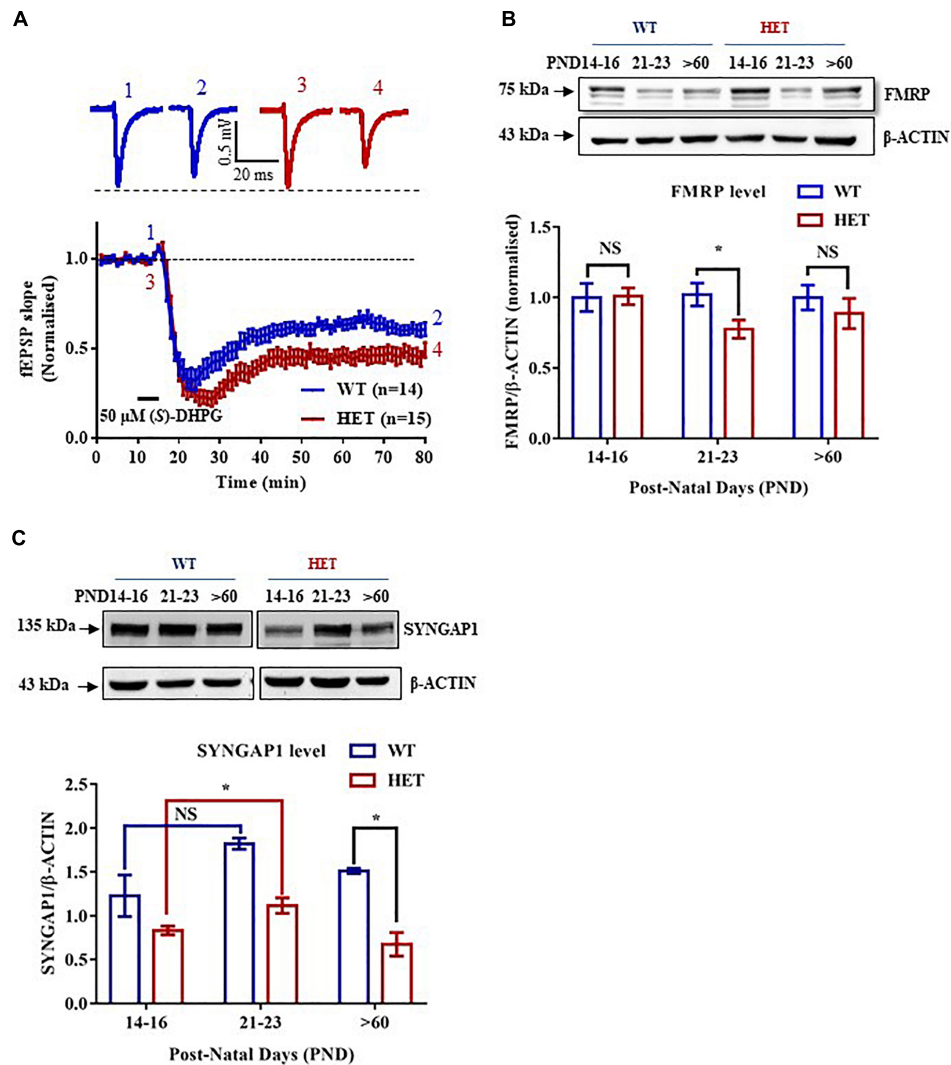 A
1 2 3 4
0.5 mV
20 ms
fEPSP slope
(Normalised)
1.0
0.5
0.0
1
3
2
4
50 µM (S)-DHPG
WT (n=14)
HET (n=15)
0 10 20 30 40 50 60 70 80
Time (min)
B
WT HET
PND14-16 21-23 >60 14-16 21-23 >60
75 kDa FMRP
43 kDa β-ACTIN
FMRP level
WT
HET
FMRP/β-ACTIN (normalised)
1.5
1.0
0.5
0.0
NS * NS
14-16 21-23 >60
Post-Natal Days (PND)
C
WT HET
PND14-16 21-23 >60 14-16 21-23 >60
135 kDa SYNGAP1
43 kDa β-ACTIN
SYNGAP1 level
WT
HET
SYNGAP1/β-ACTIN
2.5
2.0
1.5
1.0
0.5
0.0
*
NS
*
14-16 21-23 >60
Post-Natal Days (PND)